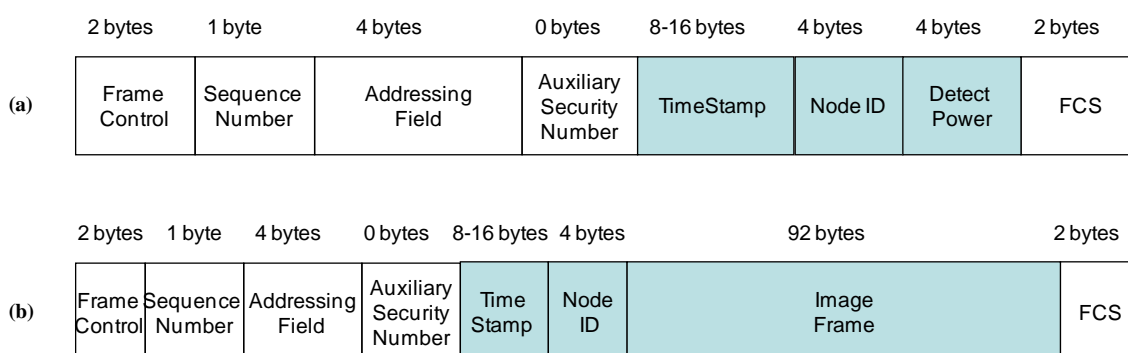 2 bytes 1 byte 4 bytes 0 bytes 8-16 bytes 4 bytes 4 bytes 2 bytes
(a)
Frame
Control
Sequence
Number
Addressing
Field
Auxiliary
Security
Number
TimeStamp
Node ID
Detect
Power
FCS
2 bytes 1 byte 4 bytes 0 bytes 8-16 bytes 4 bytes 92 bytes 2 bytes
(b)
Frame
Control
Sequence
Number
Addressing
Field
Auxiliary
Security
Number
Time
Stamp
Node
ID
Image
Frame
FCS